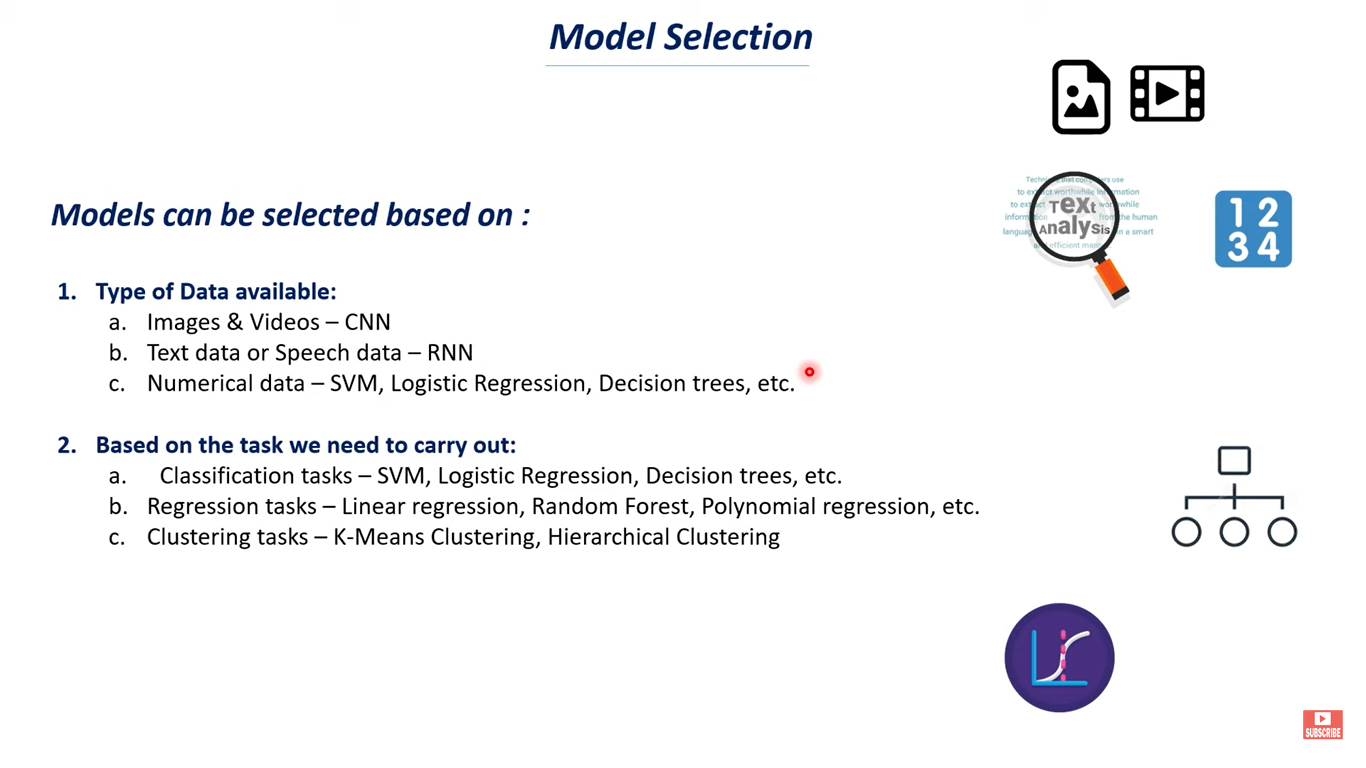 Model Selection
Models can be selected based on :
1. Type of Data available:
a. Images & Videos – CNN
b. Text data or Speech data – RNN
c. Numerical data – SVM, Logistic Regression, Decision trees, etc.
2. Based on the task we need to carry out:
a. Classification tasks – SVM, Logistic Regression, Decision trees, etc.
b. Regression tasks – Linear regression, Random Forest, Polynomial regression, etc.
c. Clustering tasks – K-Means Clustering, Hierarchical Clustering
Text
Analysis
1 2
3 4
SUBSCRIBE